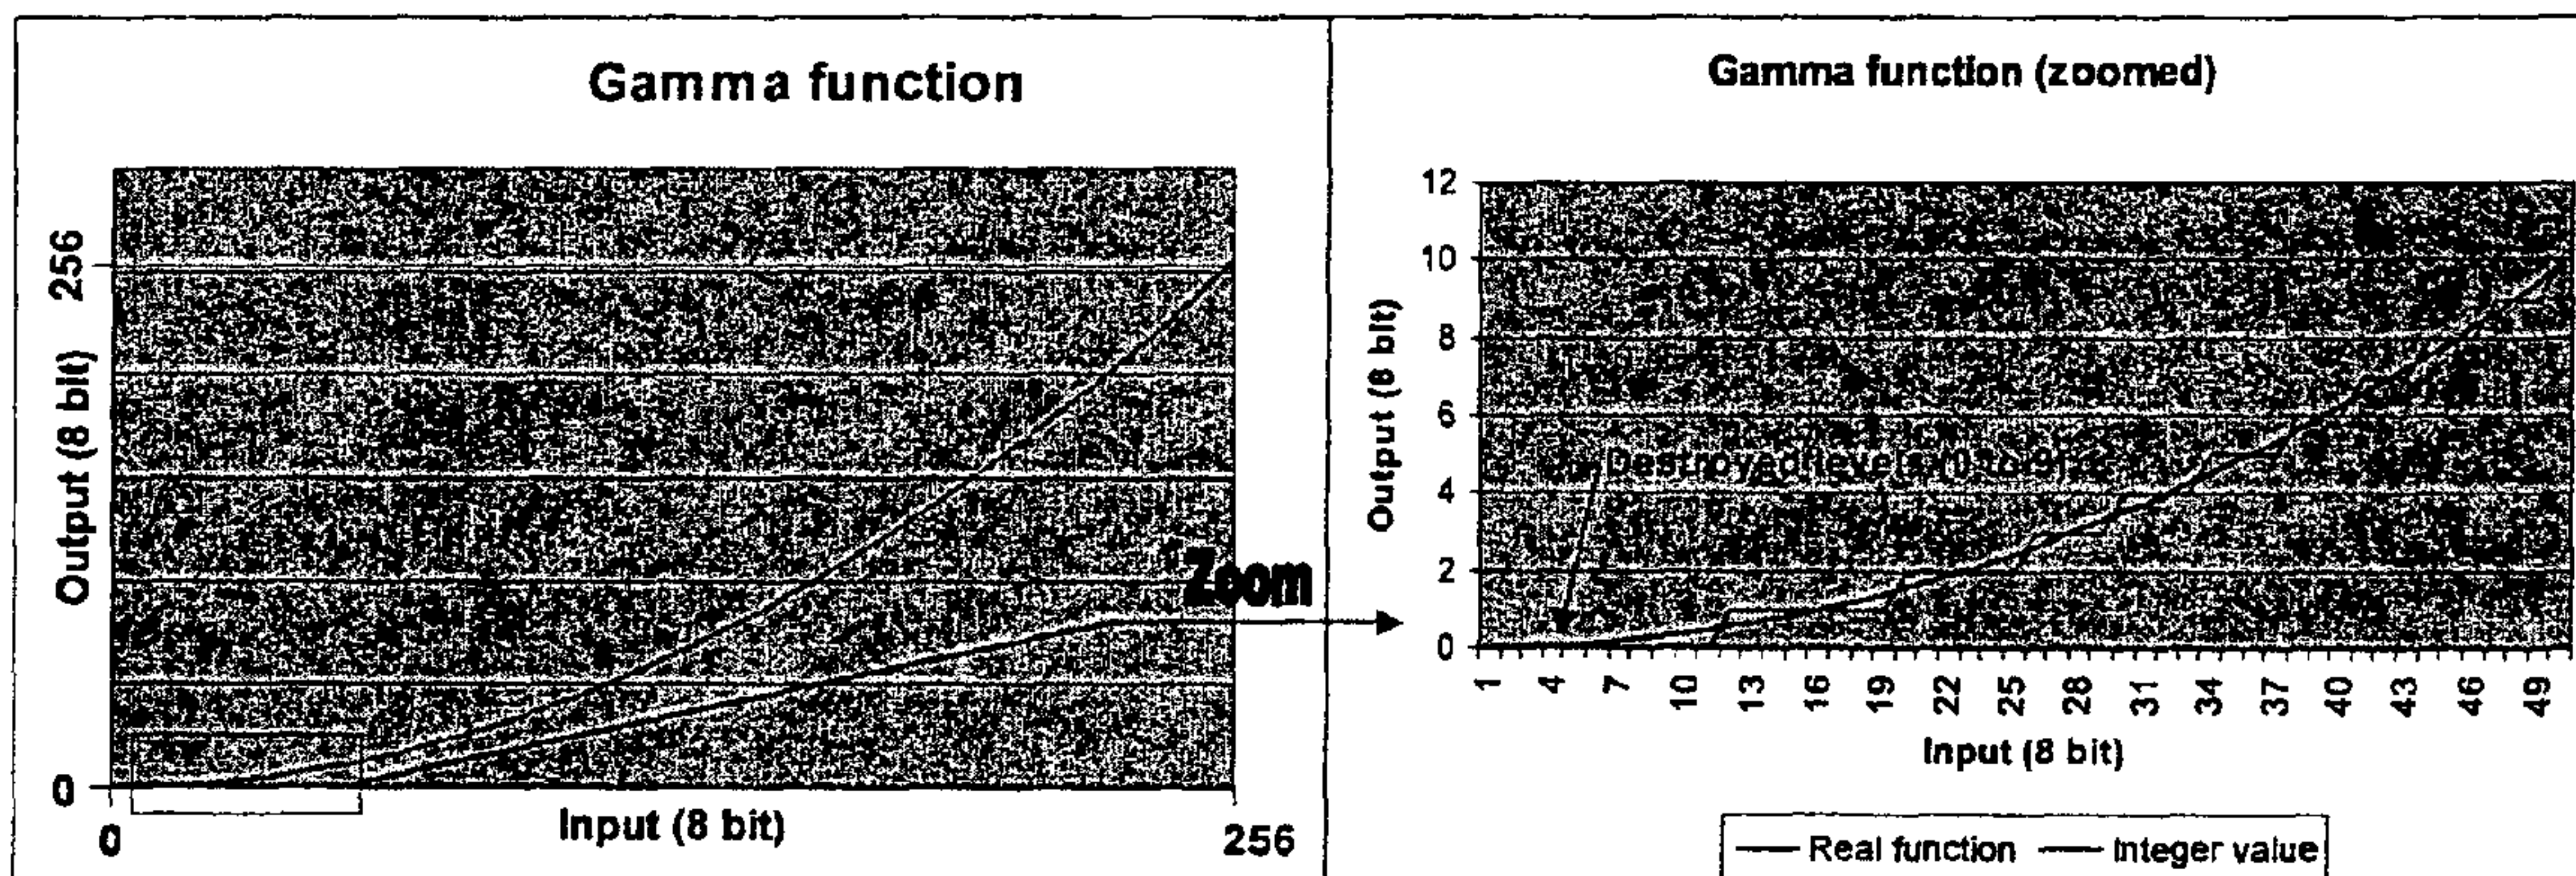 Gamma function
Output (8 bit)
256
0
0
Input (8 bit)
256
Zoom
Gamma function (zoomed)
Output (8 bit)
12
10
8
6
4
2
0
1 4 7 10 13 16 19 22 25 28 31 34 37 40 43 46 49
Input (8 bit)
Destroyed levels
Real function
Integer value